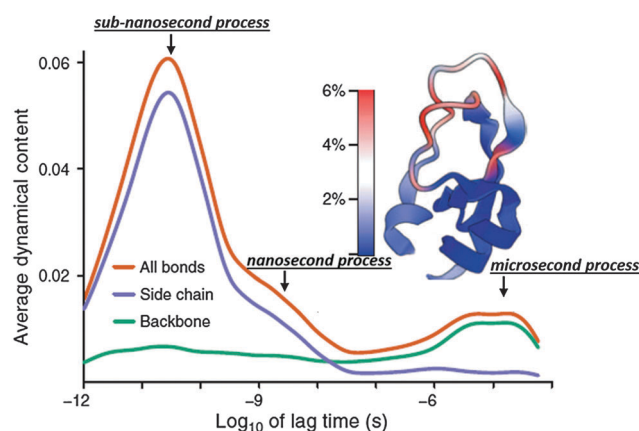 sub-nanosecond process
0.06
0.04
0.02
Average dynamical content
6%
4%
2%
nanosecond process
microsecond process
All bonds
Side chain
Backbone
−12
−9
−6
Log10 of lag time (s)